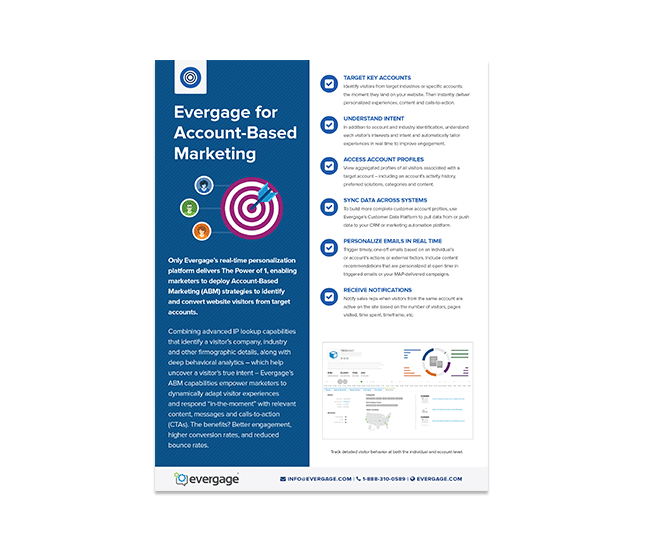 Evergage for
Account-Based
Marketing
Only Evergage's real-time personalization
platform delivers The Power of 1, enabling
marketers to deploy Account-Based
Marketing (ABM) strategies to identify
and convert website visitors from target
accounts.
Combining advanced IP lookup capabilities
that identify a visitor's company, industry
and other firmographic details, along with
deep behavioral analytics – which help
uncover a visitor's true intent – Evergage's
ABM capabilities empower marketers to
dynamically adapt visitor experiences
and respond "in-the-moment" with relevant
content, messages and calls-to-action
(CTAs). The benefits? Better engagement,
higher conversion rates, and reduced
bounce rates.
TARGET KEY ACCOUNTS
Identify visitors from target industries or specific accounts
the moment they land on your website. Then instantly deliver
personalized experiences, content and calls-to-action.
UNDERSTAND INTENT
In addition to account and industry identification, understand
each visitor's interests and intent and automatically tailor
experiences in real time to improve engagement.
ACCESS ACCOUNT PROFILES
View aggregated profiles of all visitors associated with a
target account – including an account's activity history,
preferred solutions, categories and content.
SYNC DATA ACROSS SYSTEMS
To build more complete customer account profiles, use
Evergage's Customer Data Platform to pull data from or push
data to your CRM or marketing automation platform.
PERSONALIZE EMAILS IN REAL TIME
Trigger timely, one-off emails based on an individual's
or account's actions or external factors. Include content
recommendations that are personalized at open time in
triggered emails or your MAP-delivered campaigns.
RECEIVE NOTIFICATIONS
Notify sales reps when visitors from the same account are
active on the site based on the number of visitors, pages
visited, time spent, timeframe, etc.
Track detailed visitor behavior at both the individual and account level.
evergage
INFO@EVERGAGE.COM | 1-888-310-0589 | EVERGAGE.COM